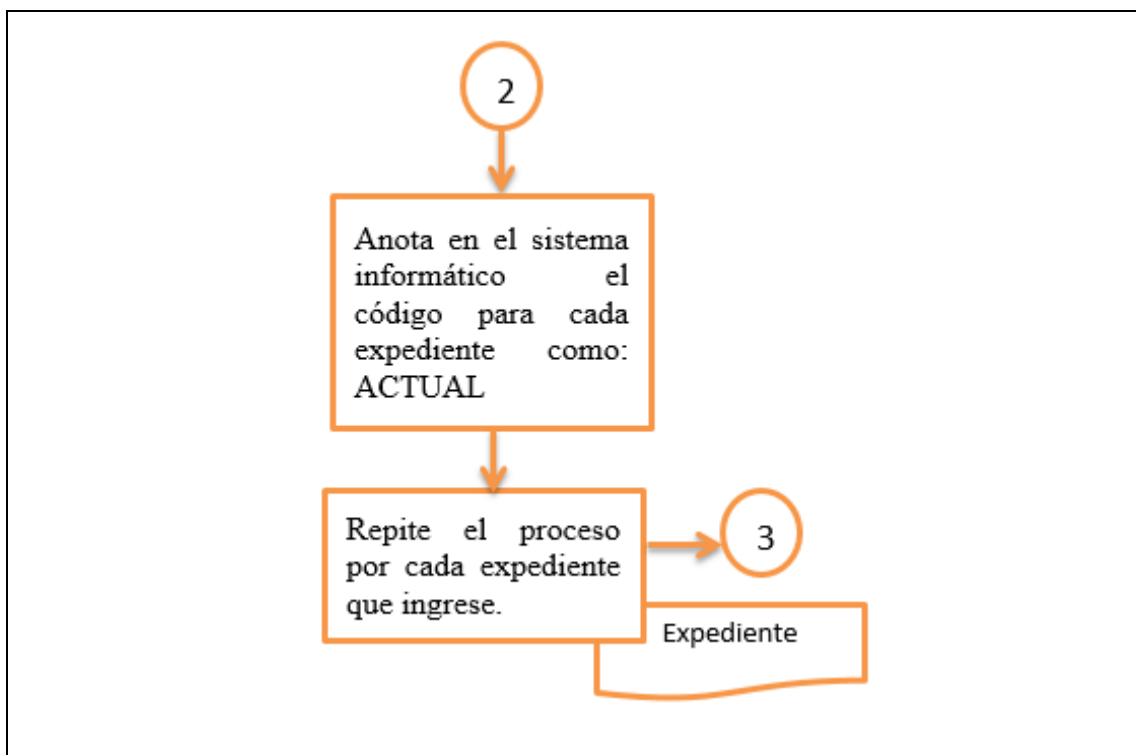 2
Anota en el sistema
informático el
código para cada
expediente como:
ACTUAL
Repite el proceso
por cada expediente
que ingrese.
3
Expediente